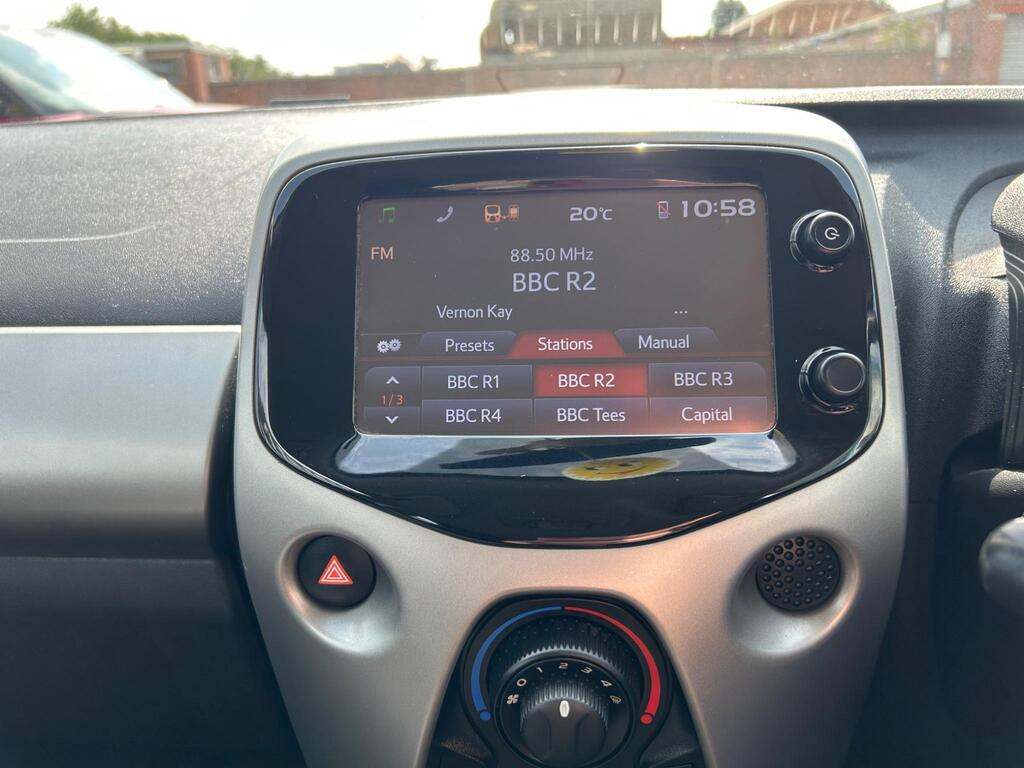 20°C 10:58
FM
88.50 MHz
BBC R2
Vernon Kay ...
Presets Stations Manual
BBC R1 BBC R2 BBC R3
1/3
BBC R4 BBC Tees Capital
0 1 2 3 4